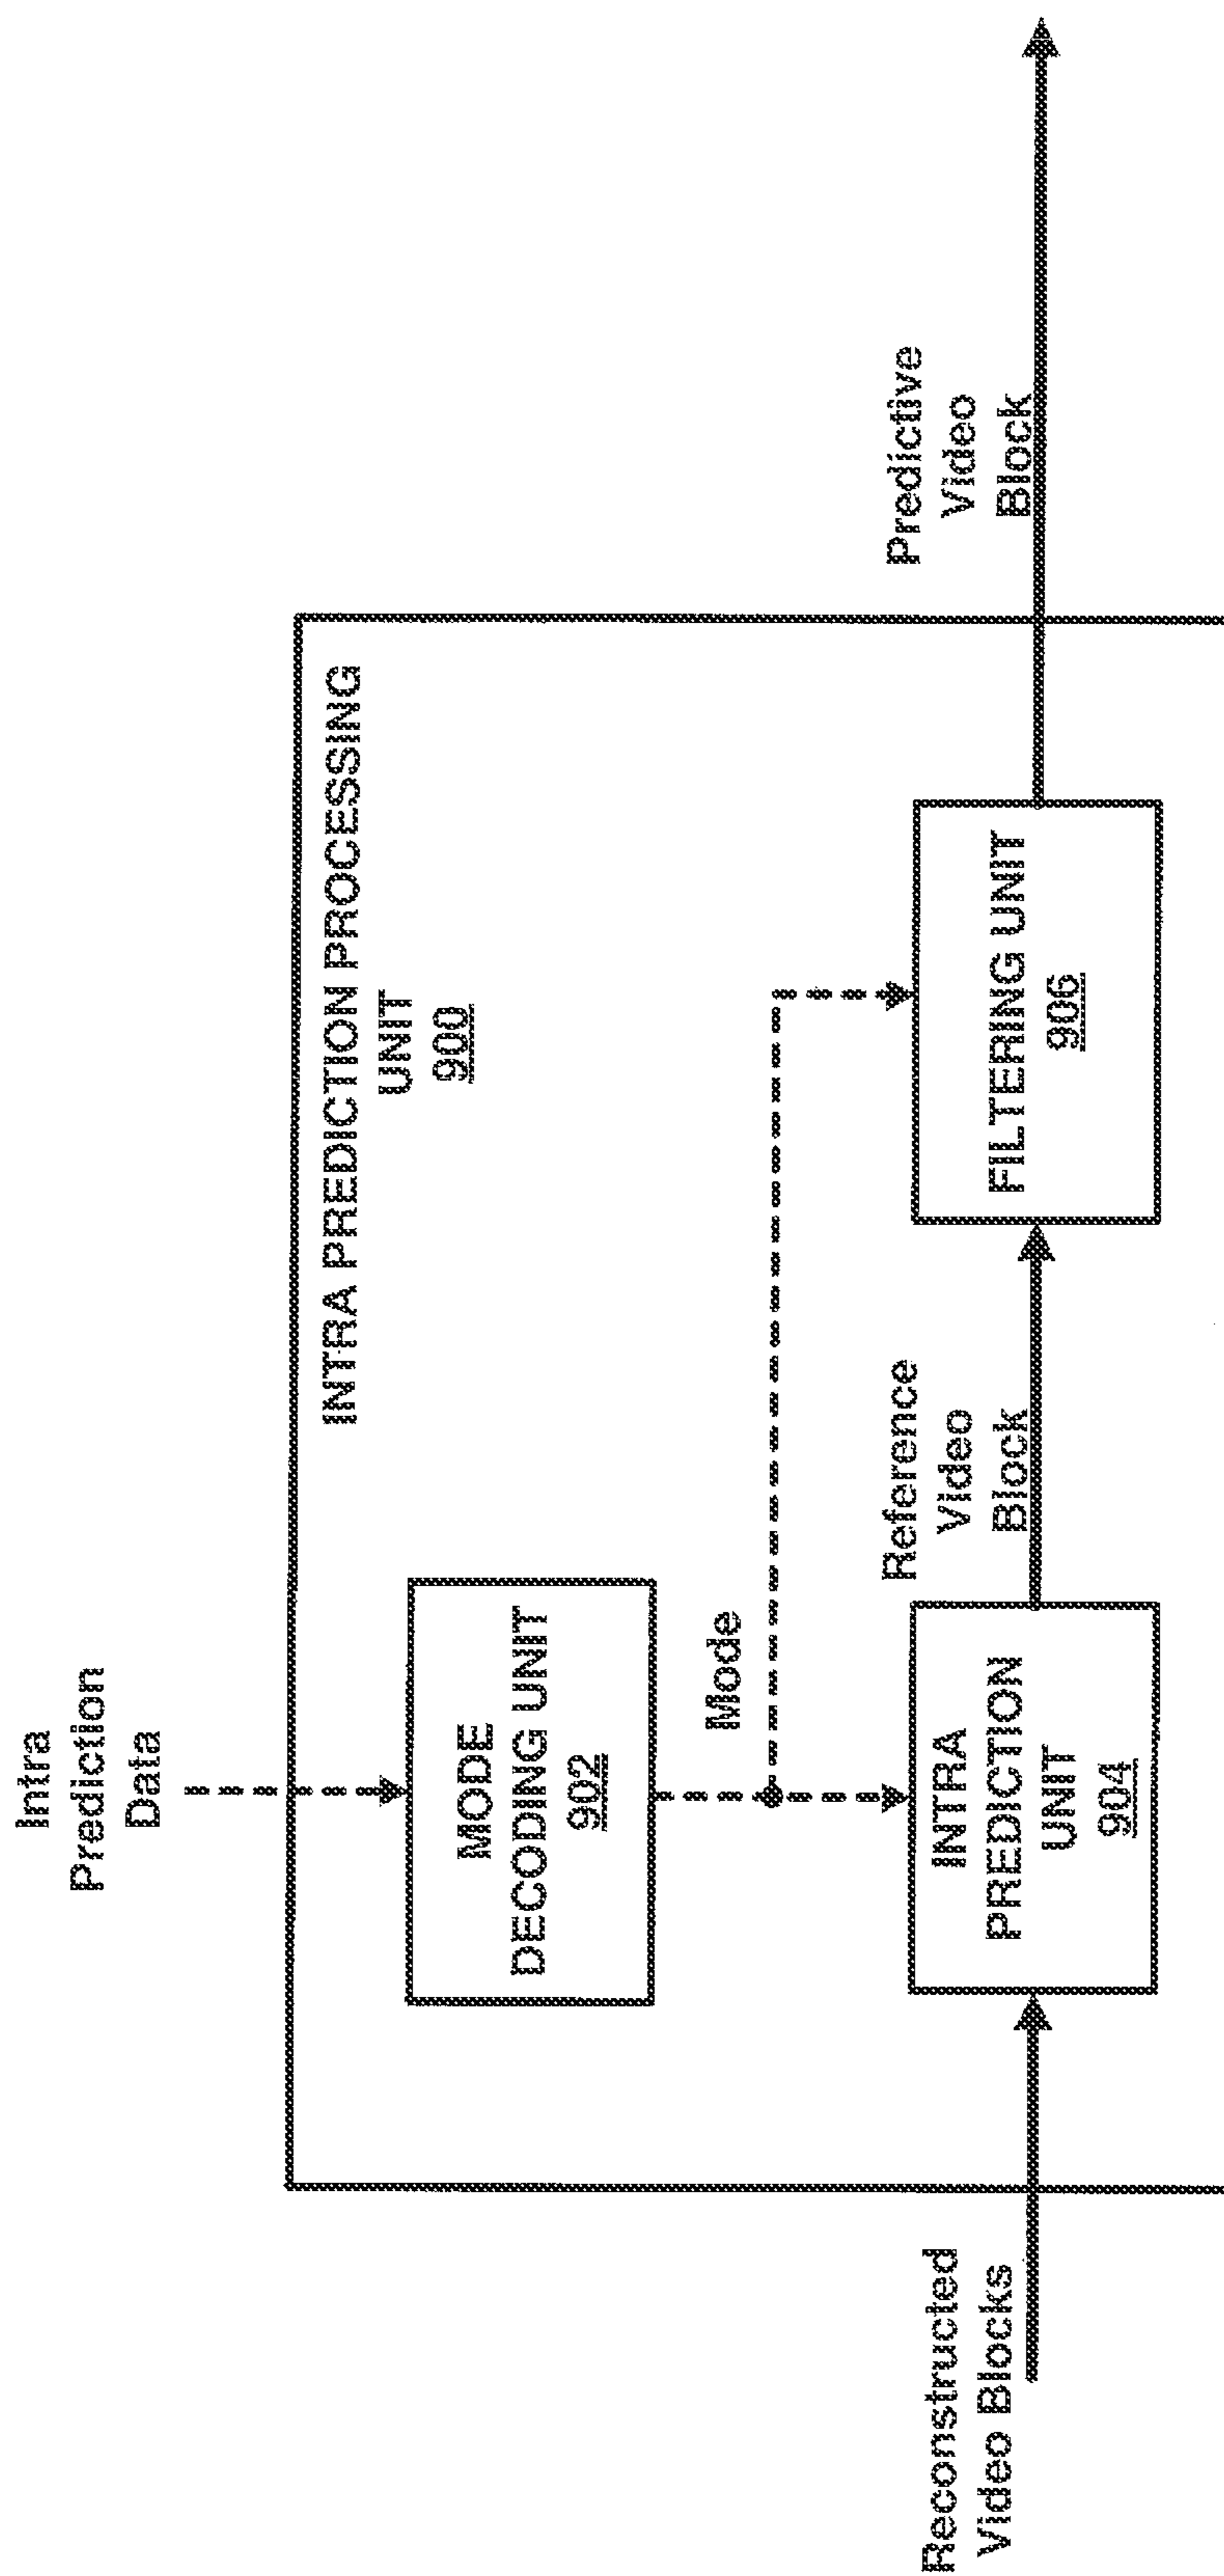 Intra
Prediction
Data
INTRA PREDICTION PROCESSING
UNIT
900
MODE
DECODING UNIT
902
Mode
Reconstructed
Video Blocks
INTRA
PREDICTION
UNIT
904
Reference
Video
Block
FILTERING UNIT
906
Predictive
Video
Block